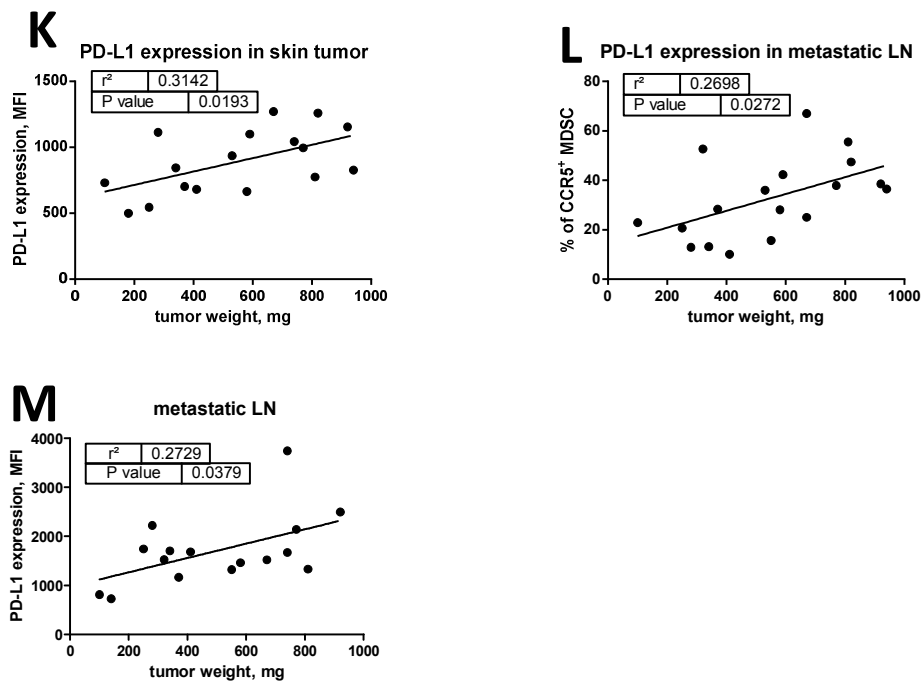 K
PD-L1 expression in skin tumor
r² 0.3142
P value 0.0193
PD-L1 expression, MFI
1500
1000
500
0
0 200 400 600 800 1000
tumor weight, mg
L
PD-L1 expression in metastatic LN
r² 0.2698
P value 0.0272
% of CCR5⁺ MDSC
80
60
40
20
0
0 200 400 600 800 1000
tumor weight, mg
M
metastatic LN
r² 0.2729
P value 0.0379
PD-L1 expression, MFI
4000
3000
2000
1000
0
0 200 400 600 800 1000
tumor weight, mg